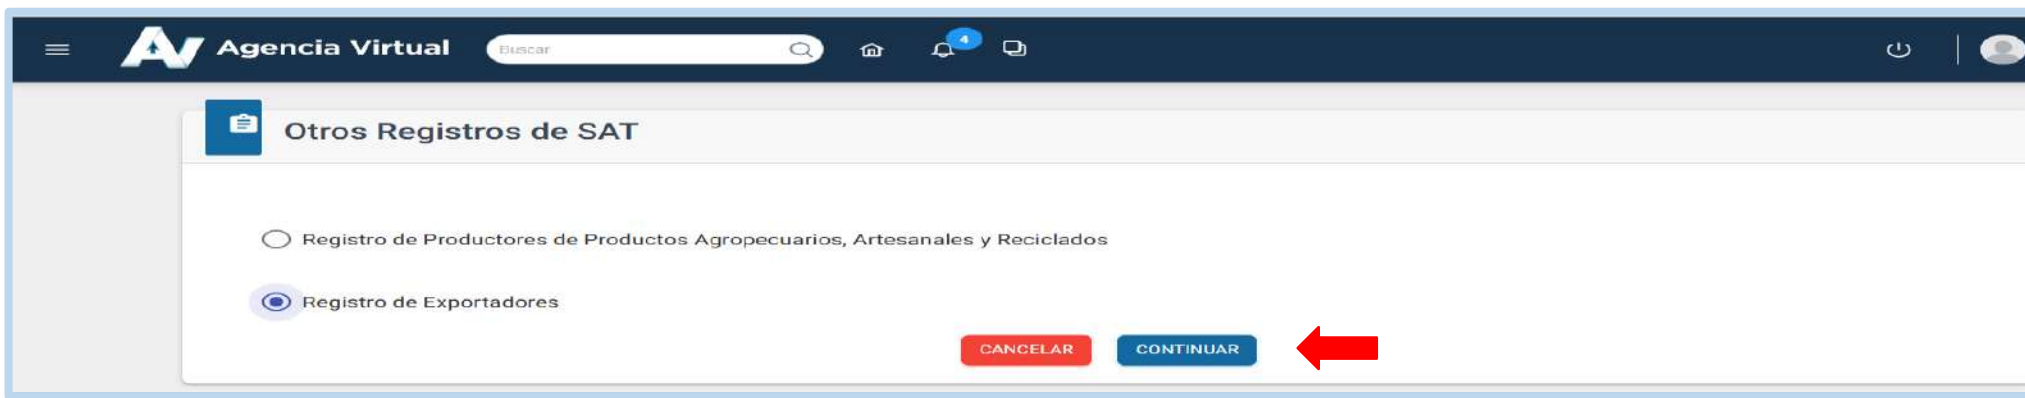 Agencia Virtual Buscar 4
Otros Registros de SAT
Registro de Productores de Productos Agropecuarios, Artesanales y Reciclados
Registro de Exportadores
CANCELAR CONTINUAR